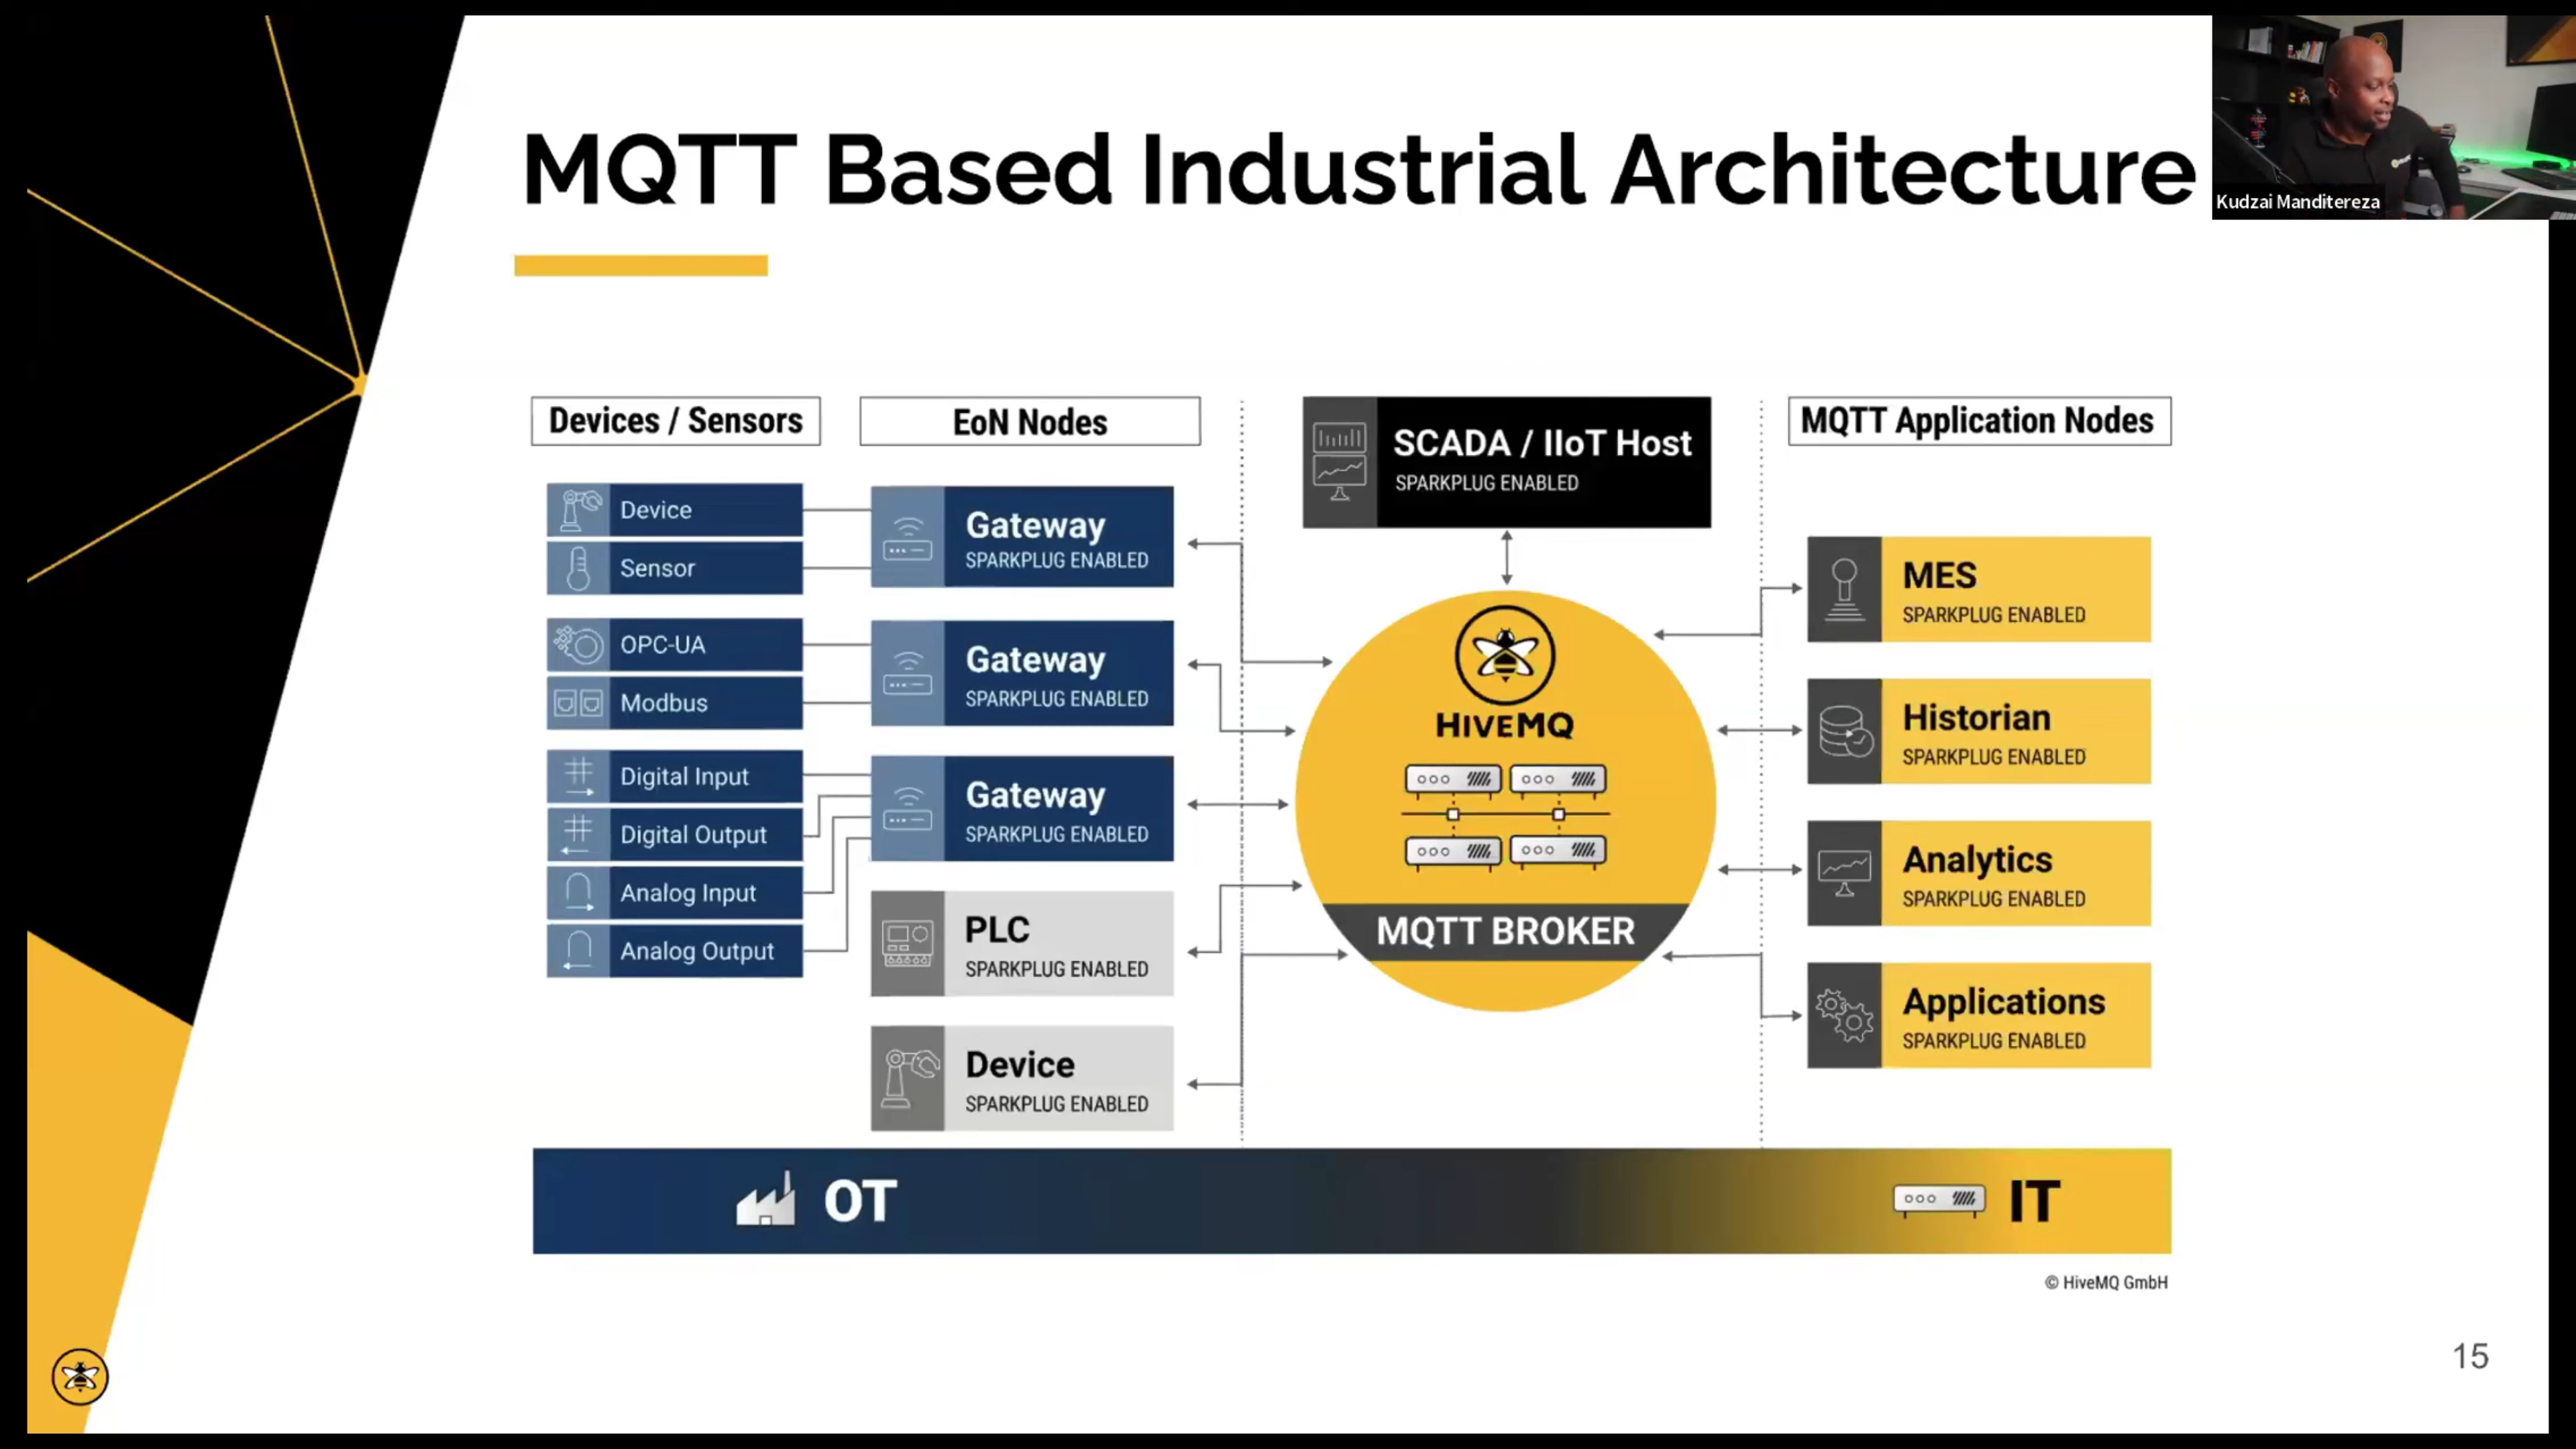 MQTT Based Industrial Architecture
Kudzai Manditereza
Devices / Sensors
EoN Nodes
SCADA / IIoT Host
SPARKPLUG ENABLED
MQTT Application Nodes
Device
Sensor
OPC-UA
Modbus
Digital Input
Digital Output
Analog Input
Analog Output
Gateway
SPARKPLUG ENABLED
Gateway
SPARKPLUG ENABLED
Gateway
SPARKPLUG ENABLED
PLC
SPARKPLUG ENABLED
Device
SPARKPLUG ENABLED
HIVEMQ
MQTT BROKER
MES
SPARKPLUG ENABLED
Historian
SPARKPLUG ENABLED
Analytics
SPARKPLUG ENABLED
Applications
SPARKPLUG ENABLED
OT
IT
© HiveMQ GmbH
15